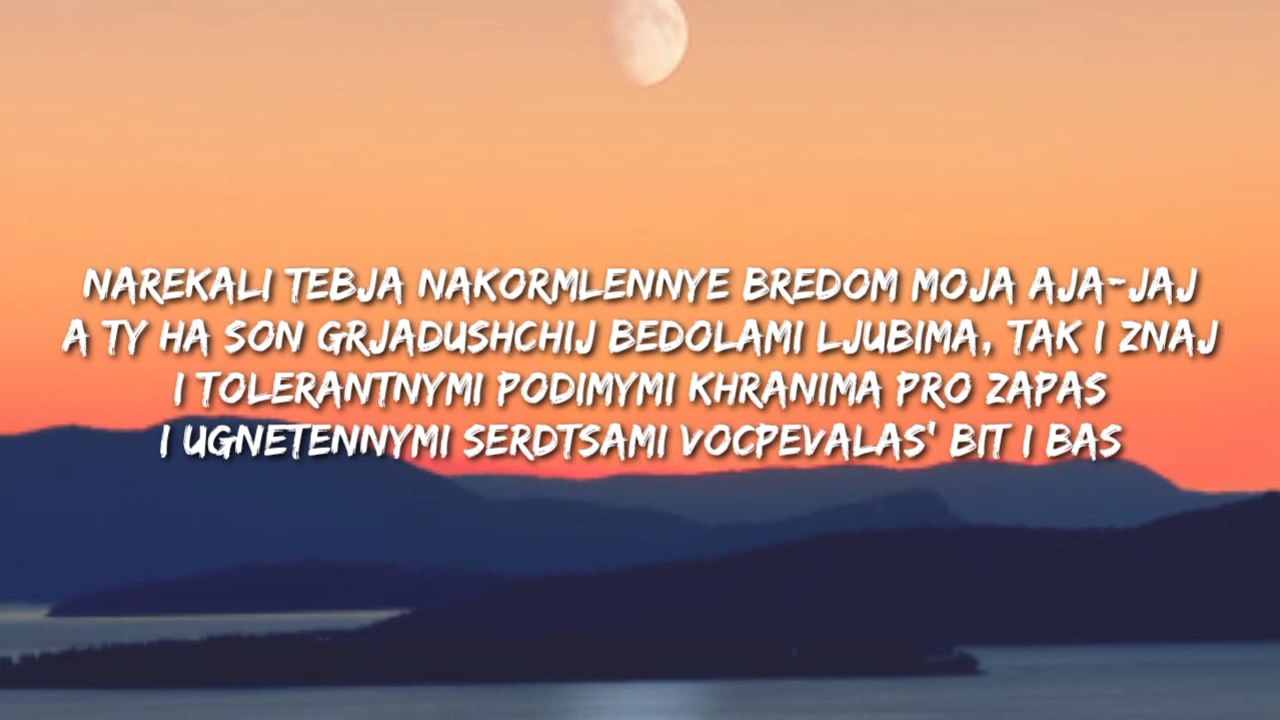 NAREKALI TEBJA NAKORMLENNYE BREDOM MOJA AJA-JAJ
A TY HA SON GRJADUSHCHIJ BEDOLAMI LJUBIMA, TAK I ZNAJ
I TOLERANTNYMI PODIMYMI KHRANIMA PRO ZAPAS
I UGNETENNYMI SERDTSAMI VOCPEVALAS' BIT I BAS